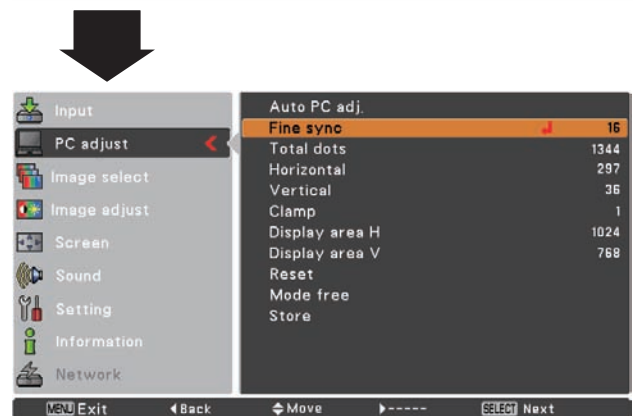 Input
PC adjust
Image select
Image adjust
Screen
Sound
Setting
Information
Network
Auto PC adj.
Fine sync 16
Total dots 1344
Horizontal 297
Vertical 36
Clamp 1
Display area H 1024
Display area V 768
Reset
Mode free
Store
MENU Exit ◀Back ◆Move ▶----- SELECT Next